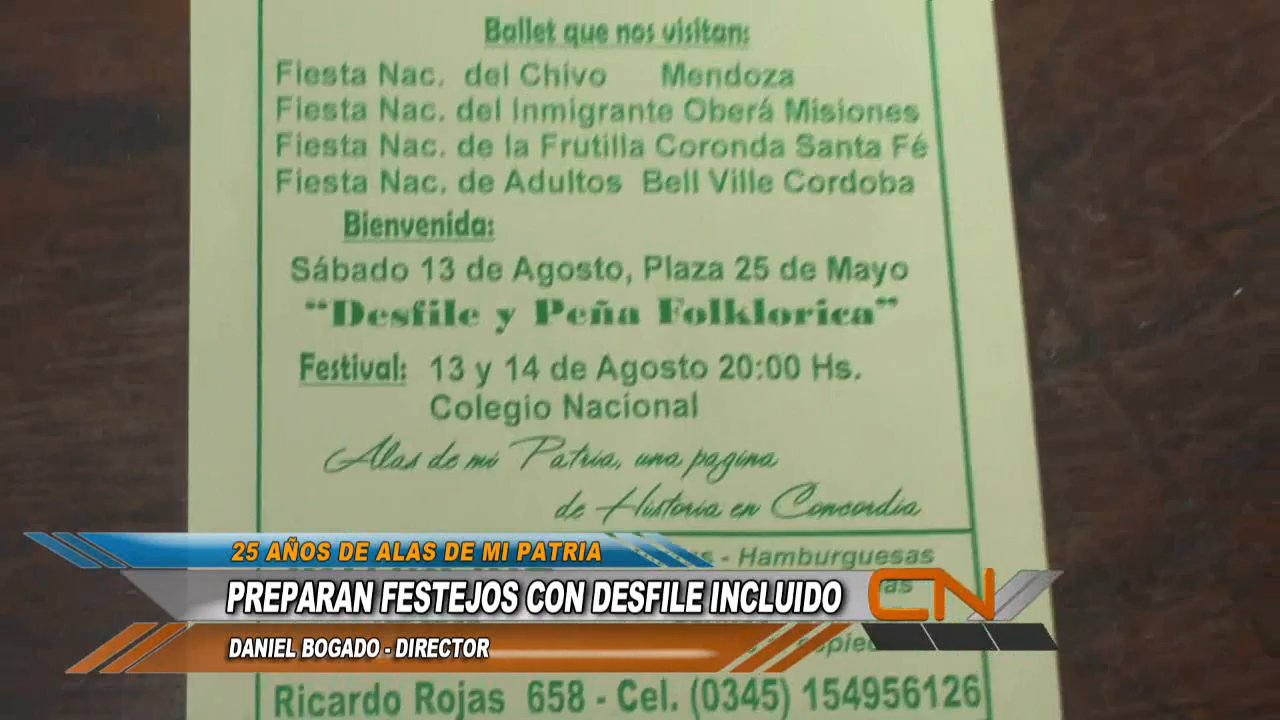 Ballet que nos visitan:
Fiesta Nac. del Chivo Mendoza
Fiesta Nac. del Inmigrante Oberá Misiones
Fiesta Nac. de la Frutilla Coronda Santa Fé
Fiesta Nac. de Adultos Bell Ville Cordoba
Bienvenida:
Sábado 13 de Agosto, Plaza 25 de Mayo
"Desfile y Peña Folklorica"
Festival: 13 y 14 de Agosto 20:00 Hs.
Colegio Nacional
Alas de mi Patria, una pagina
de Historia en Concordia
- Hamburguesas
25 AÑOS DE ALAS DE MI PATRIA
PREPARAN FESTEJOS CON DESFILE INCLUIDO
CN
DANIEL BOGADO - DIRECTOR
Ricardo Rojas 658 - Cel. (0345) 154956126